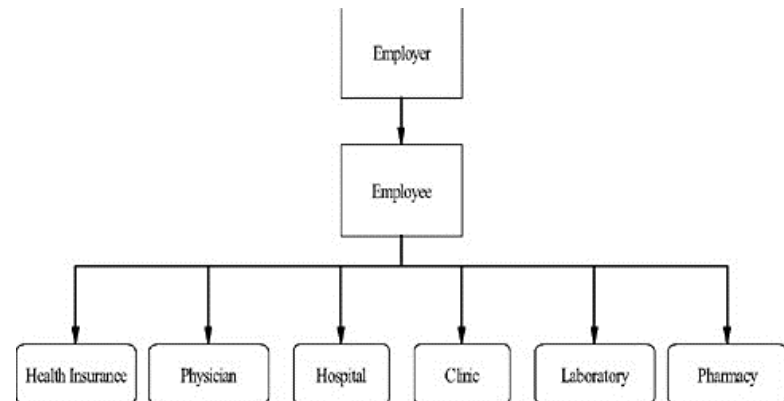 Employer
Employee
Health Insurance
Physician
Hospital
Clinic
Laboratory
Pharmacy